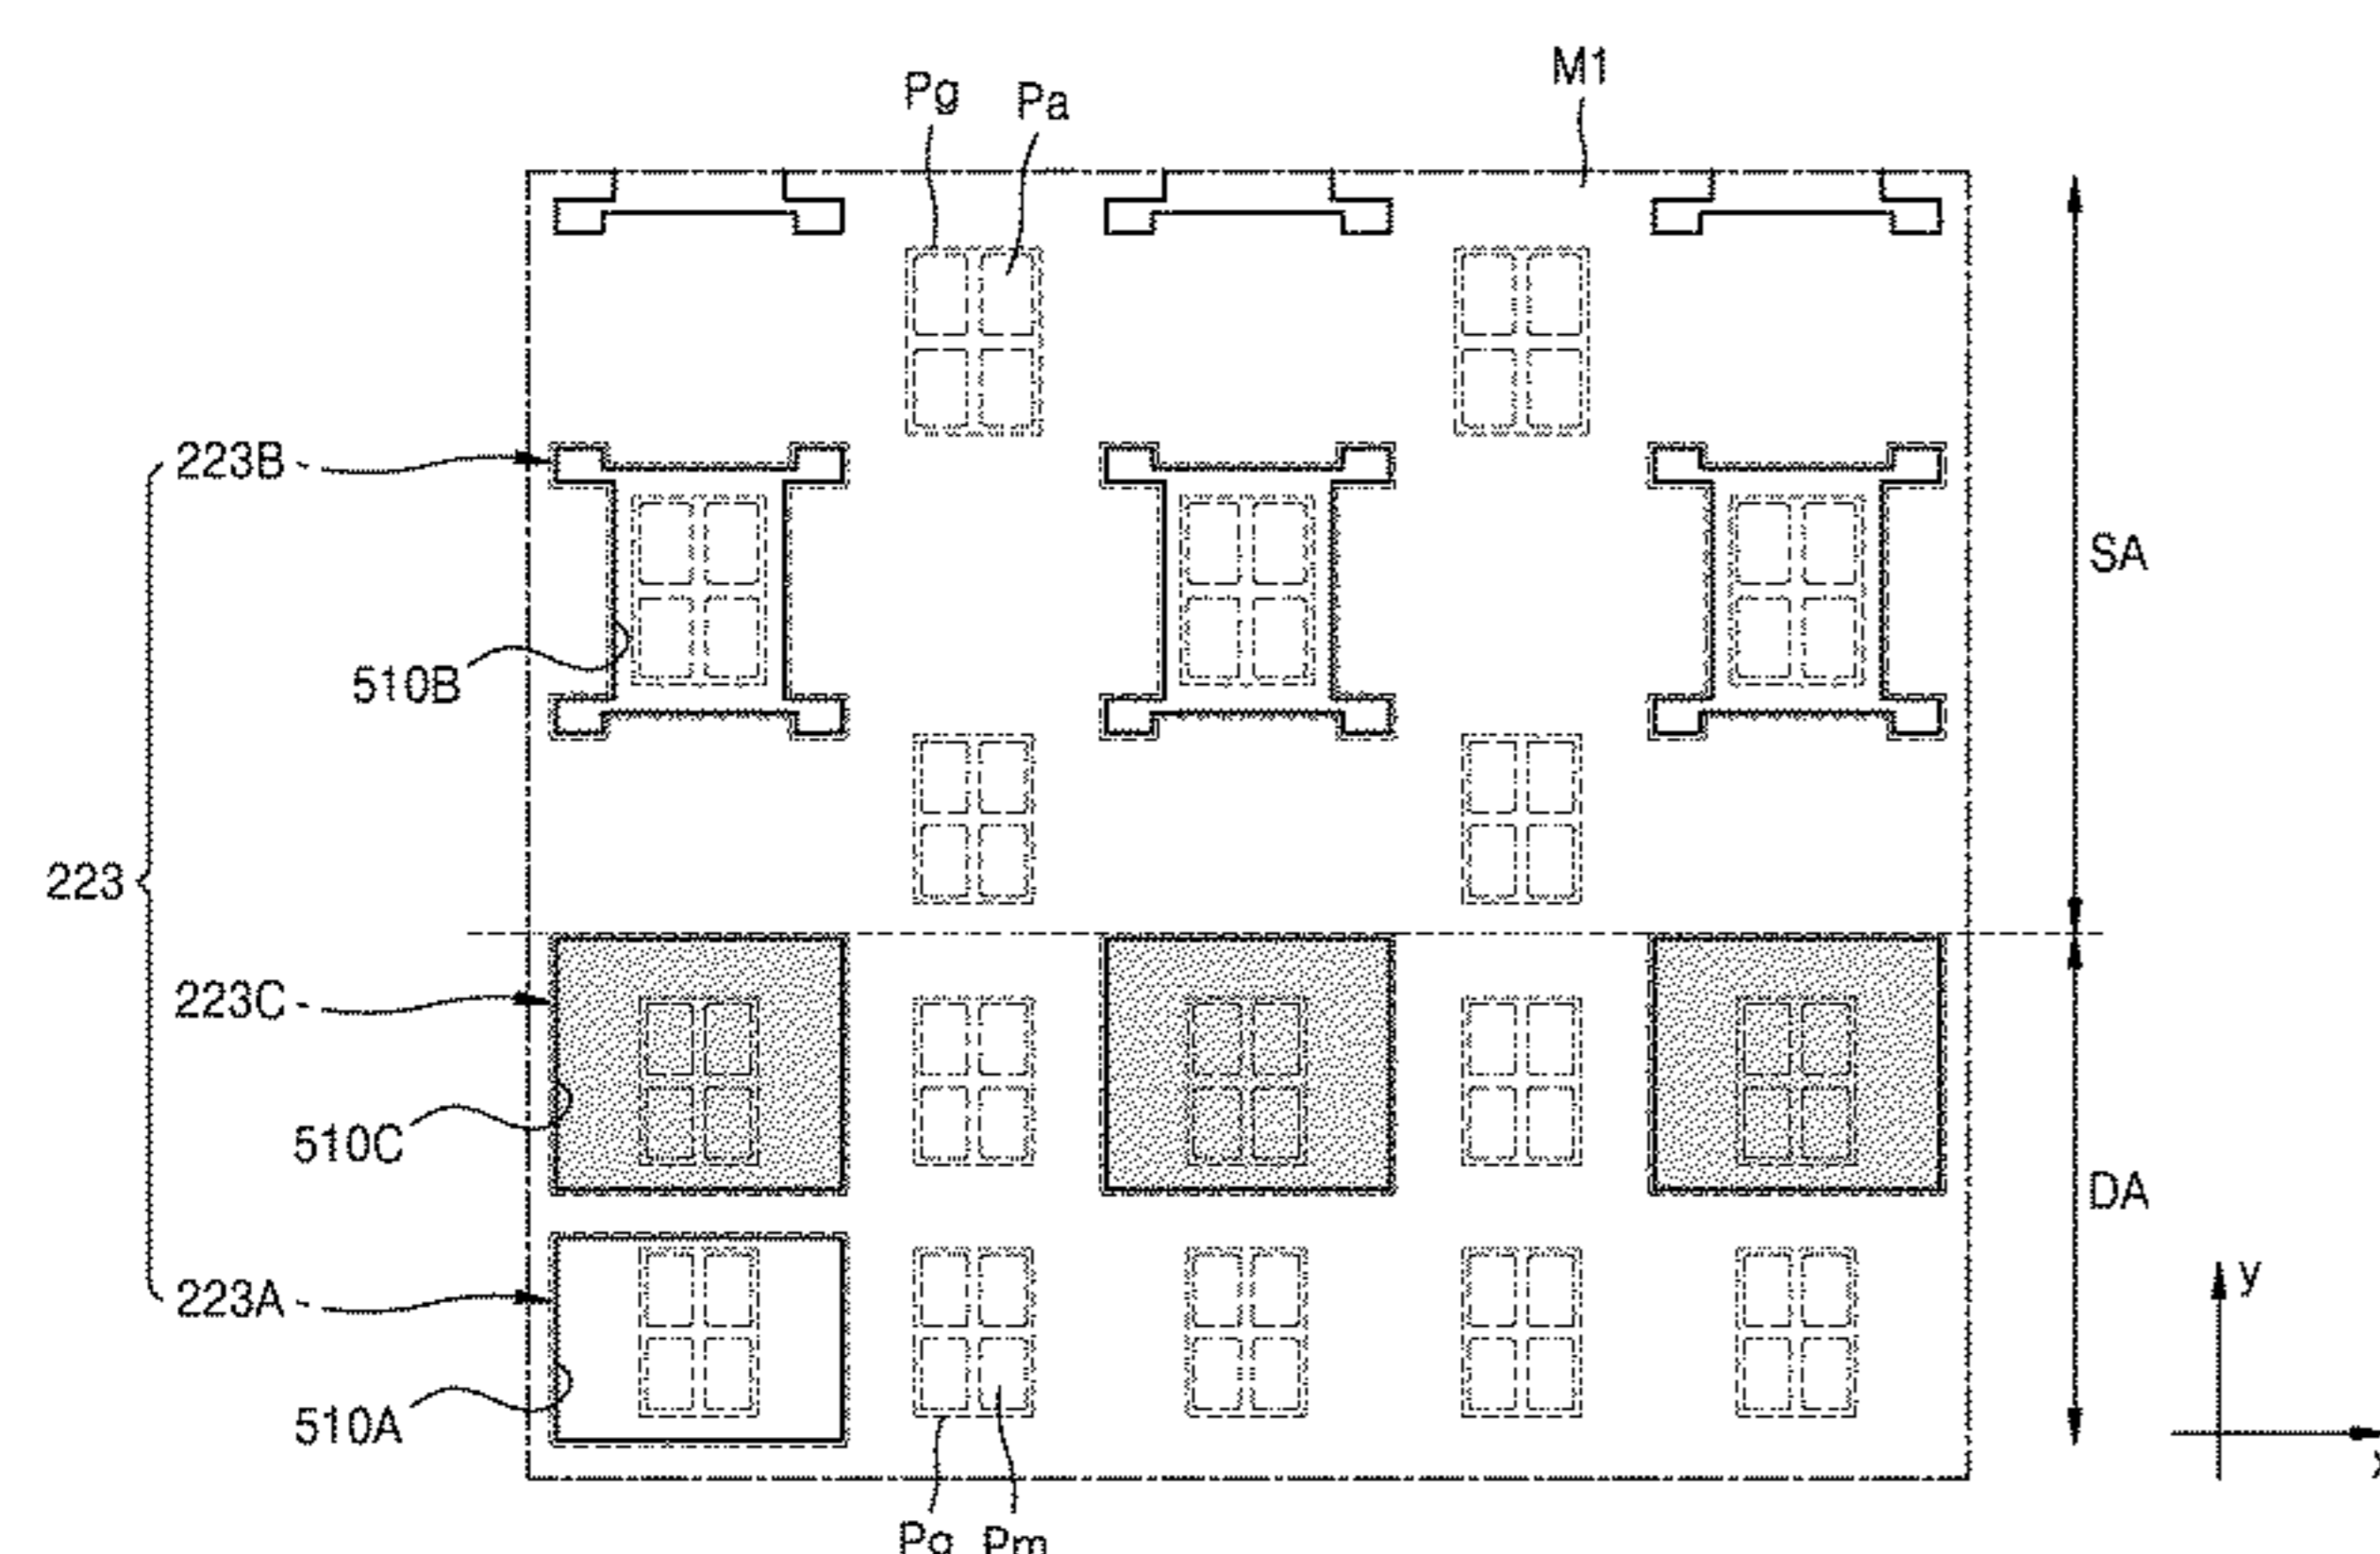 M1
Pg Pa
223B
SA
510B
223
223C
510C
DA
y
223A
510A
x
Pg Pm